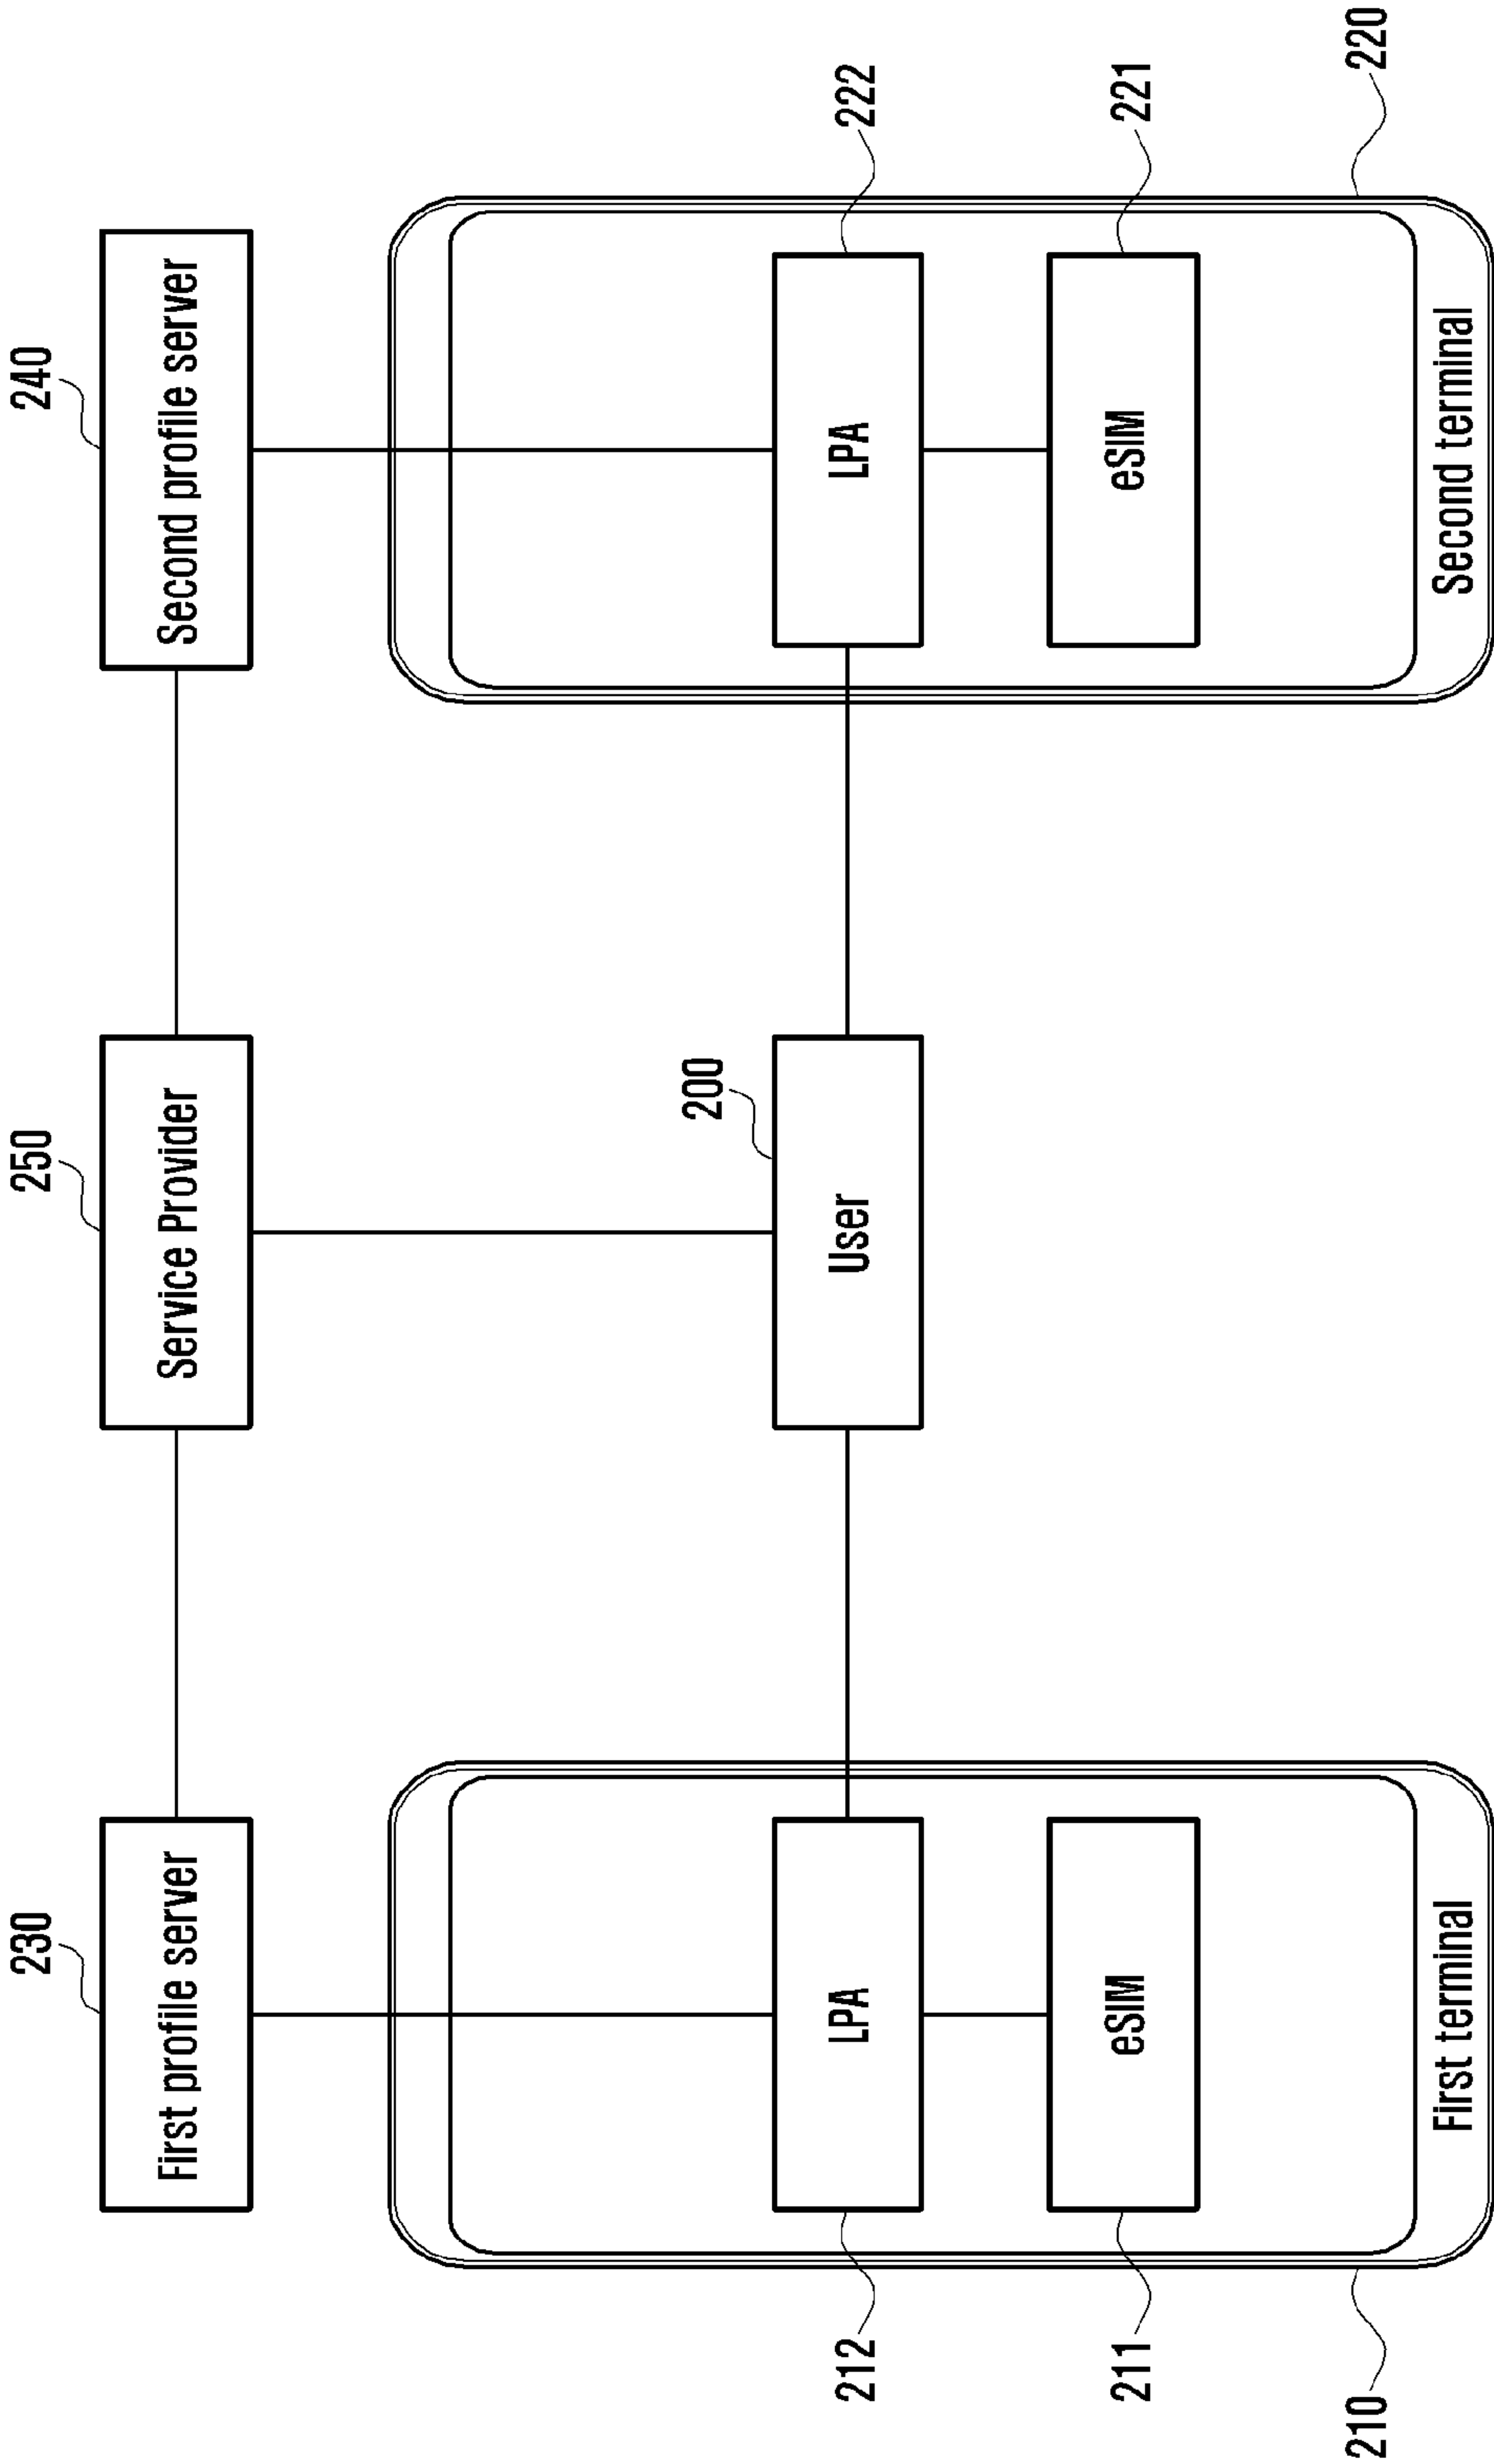 230
250
240
First profile server
Service Provider
Second profile server
200
212
LPA
User
LPA
222
211
eSIM
eSIM
221
210
First terminal
Second terminal
220